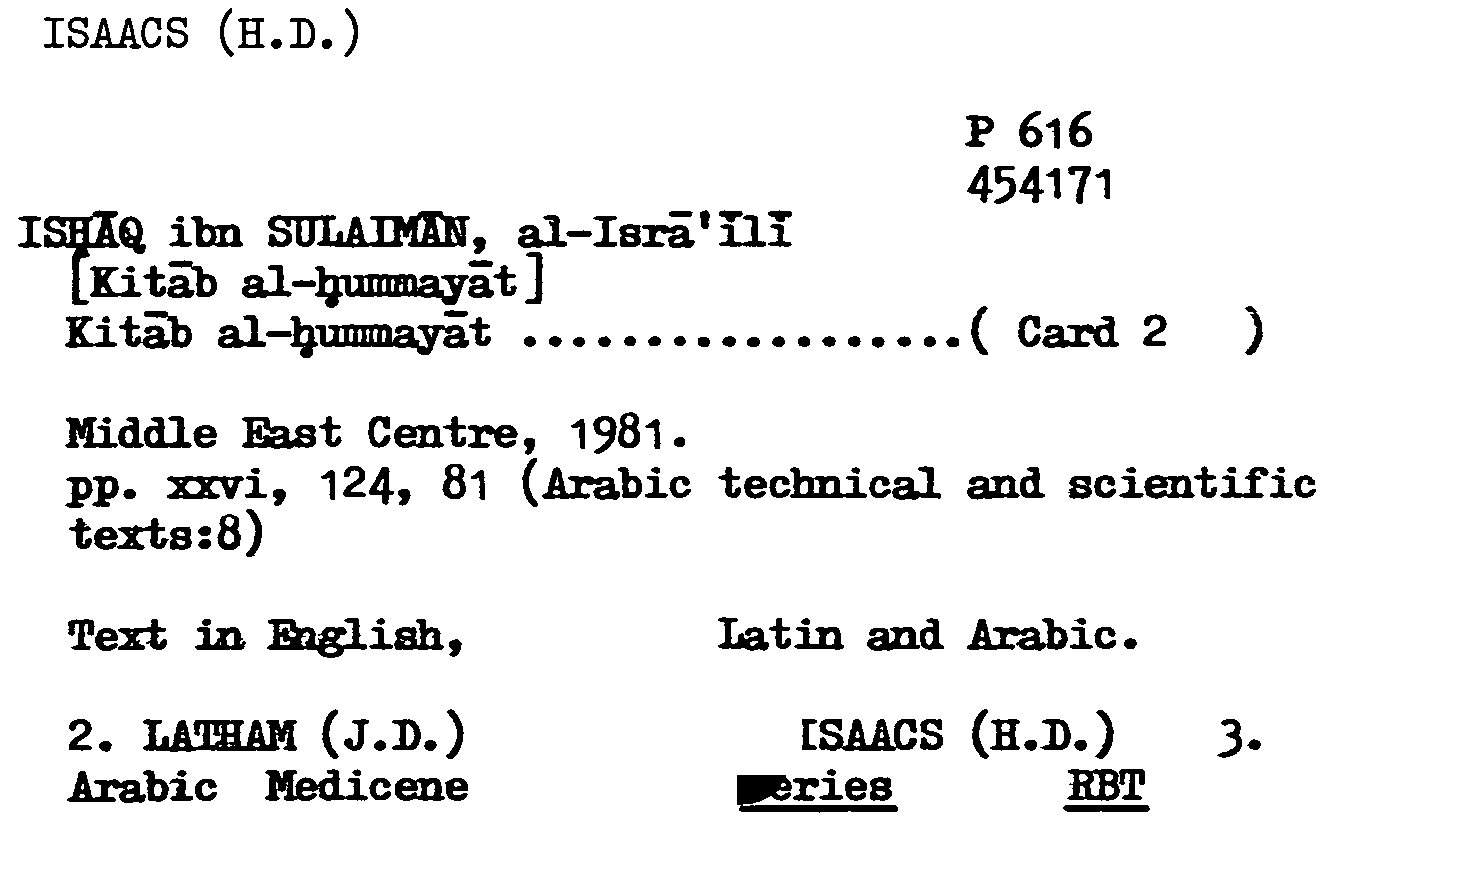 ISAACS (H.D.)
P 616
454171
ISḤĀQ ibn SULAIMĀN, al-Isrā'īlī
[Kitāb al-ḥummayāt]
Kitāb al-ḥummayāt ..................( Card 2 )
Middle East Centre, 1981.
pp. xxvi, 124, 81 (Arabic technical and scientific
texts:8)
Text in English, Latin and Arabic.
2. LATHAM (J.D.) ISAACS (H.D.) 3.
Arabic Medicene eries RBT